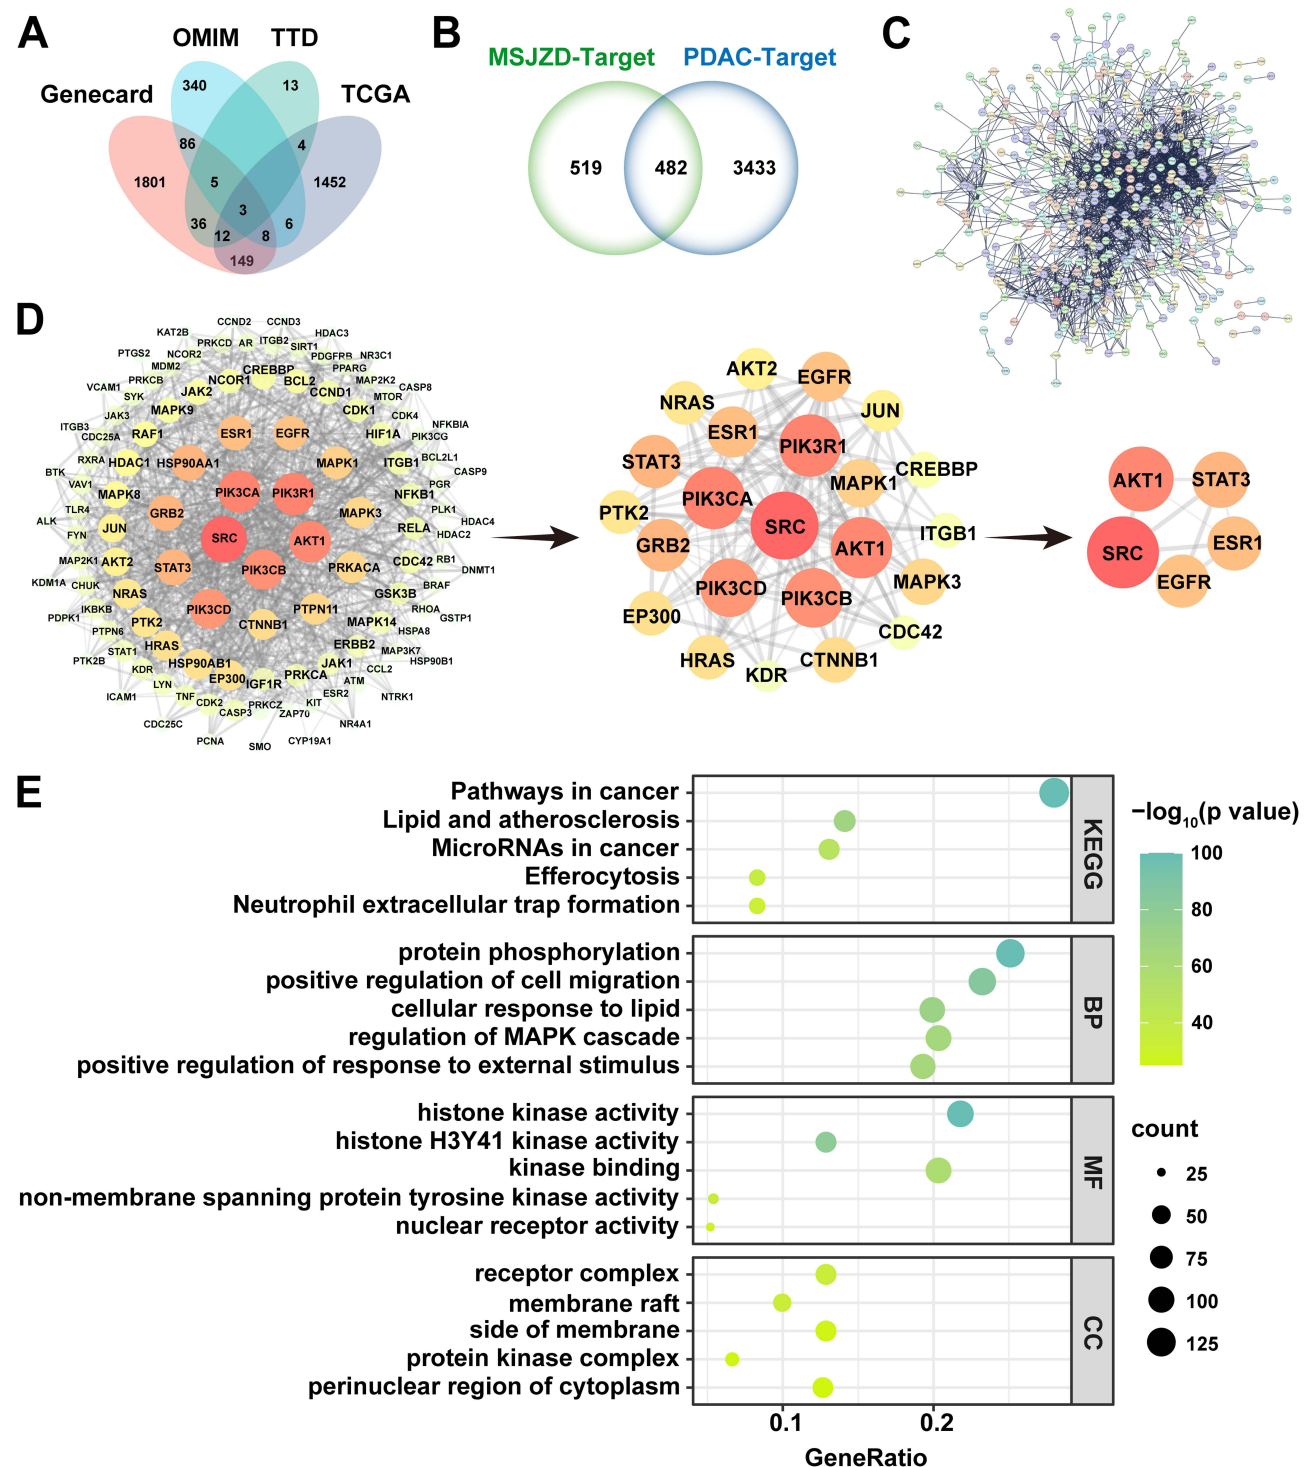 A
OMIM
TTD
Genecard
TCGA
340
13
86
4
1801
5
1452
3
36
12
8
6
149
B
MSJZD-Target
PDAC-Target
519
482
3433
C
D
CCND2
CCND3
KAT2B
PRKCD
AR
ITGB2
HDAC3
PTGS2
NCOR2
SIRT1
PDGFRB
NR3C1
MDM2
CREBBP
PPARG
VCAM1
PRKCB
NCOR1
BCL2
MAP2K2
CASP8
SYK
JAK2
CCND1
MTOR
JAK3
MAPK9
CDK1
CDK4
ITGB3
CDC25A
RAF1
ESR1
EGFR
HIF1A
NFKBIA
PIK3CG
RXRA
HDAC1
HSP90AA1
MAPK1
ITGB1
BCL2L1
BTK
VAV1
CASP9
MAPK8
PIK3CA
PIK3R1
NFKB1
PGR
TLR4
GRB2
MAPK3
PLK1
ALK
FYN
JUN
SRC
AKT1
RELA
HDAC4
HDAC2
MAP2K1
AKT2
STAT3
PIK3CB
PRKACA
CDC42
RB1
DNMT1
KDM1A
CHUK
NRAS
GSK3B
BRAF
PDPK1
IKBKB
PIK3CD
PTPN11
RHOA
GSTP1
PTPN6
PTK2
CTNNB1
MAPK14
HSPA8
STAT1
HRAS
ERBB2
MAP3K7
PTK2B
KDR
HSP90AB1
JAK1
HSP90B1
LYN
EP300
IGF1R
PRKCA
CCL2
ICAM1
TNF
CDK2
ATM
NTRK1
CASP3
PRKCZ
KIT
ESR2
CDC25C
ZAP70
NR4A1
PCNA
SMO
CYP19A1
AKT2
EGFR
NRAS
JUN
ESR1
PIK3R1
STAT3
CREBBP
PIK3CA
MAPK1
PTK2
SRC
ITGB1
GRB2
AKT1
PIK3CD
PIK3CB
MAPK3
EP300
CDC42
HRAS
KDR
CTNNB1
AKT1
STAT3
SRC
ESR1
EGFR
E
Pathways in cancer
Lipid and atherosclerosis
MicroRNAs in cancer
Efferocytosis
Neutrophil extracellular trap formation
KEGG
protein phosphorylation
positive regulation of cell migration
cellular response to lipid
regulation of MAPK cascade
positive regulation of response to external stimulus
BP
histone kinase activity
histone H3Y41 kinase activity
kinase binding
non-membrane spanning protein tyrosine kinase activity
nuclear receptor activity
MF
receptor complex
membrane raft
side of membrane
protein kinase complex
perinuclear region of cytoplasm
CC
0.1
0.2
GeneRatio
−log10(p value)
100
80
60
40
count
25
50
75
100
125